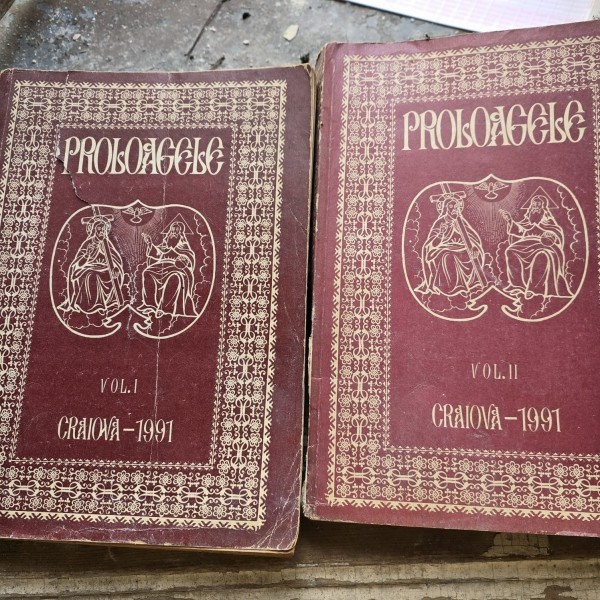 PROLOAGELE
VOL. I
CRAIOVA – 1991
PROLOAGELE
VOL. II
CRAIOVA – 1991